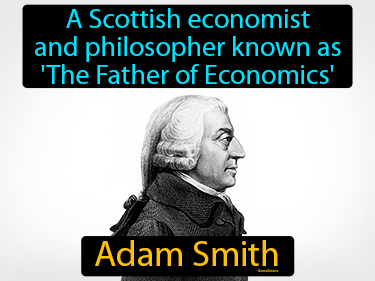 A Scottish economist
and philosopher known as
'The Father of Economics'
Adam Smith